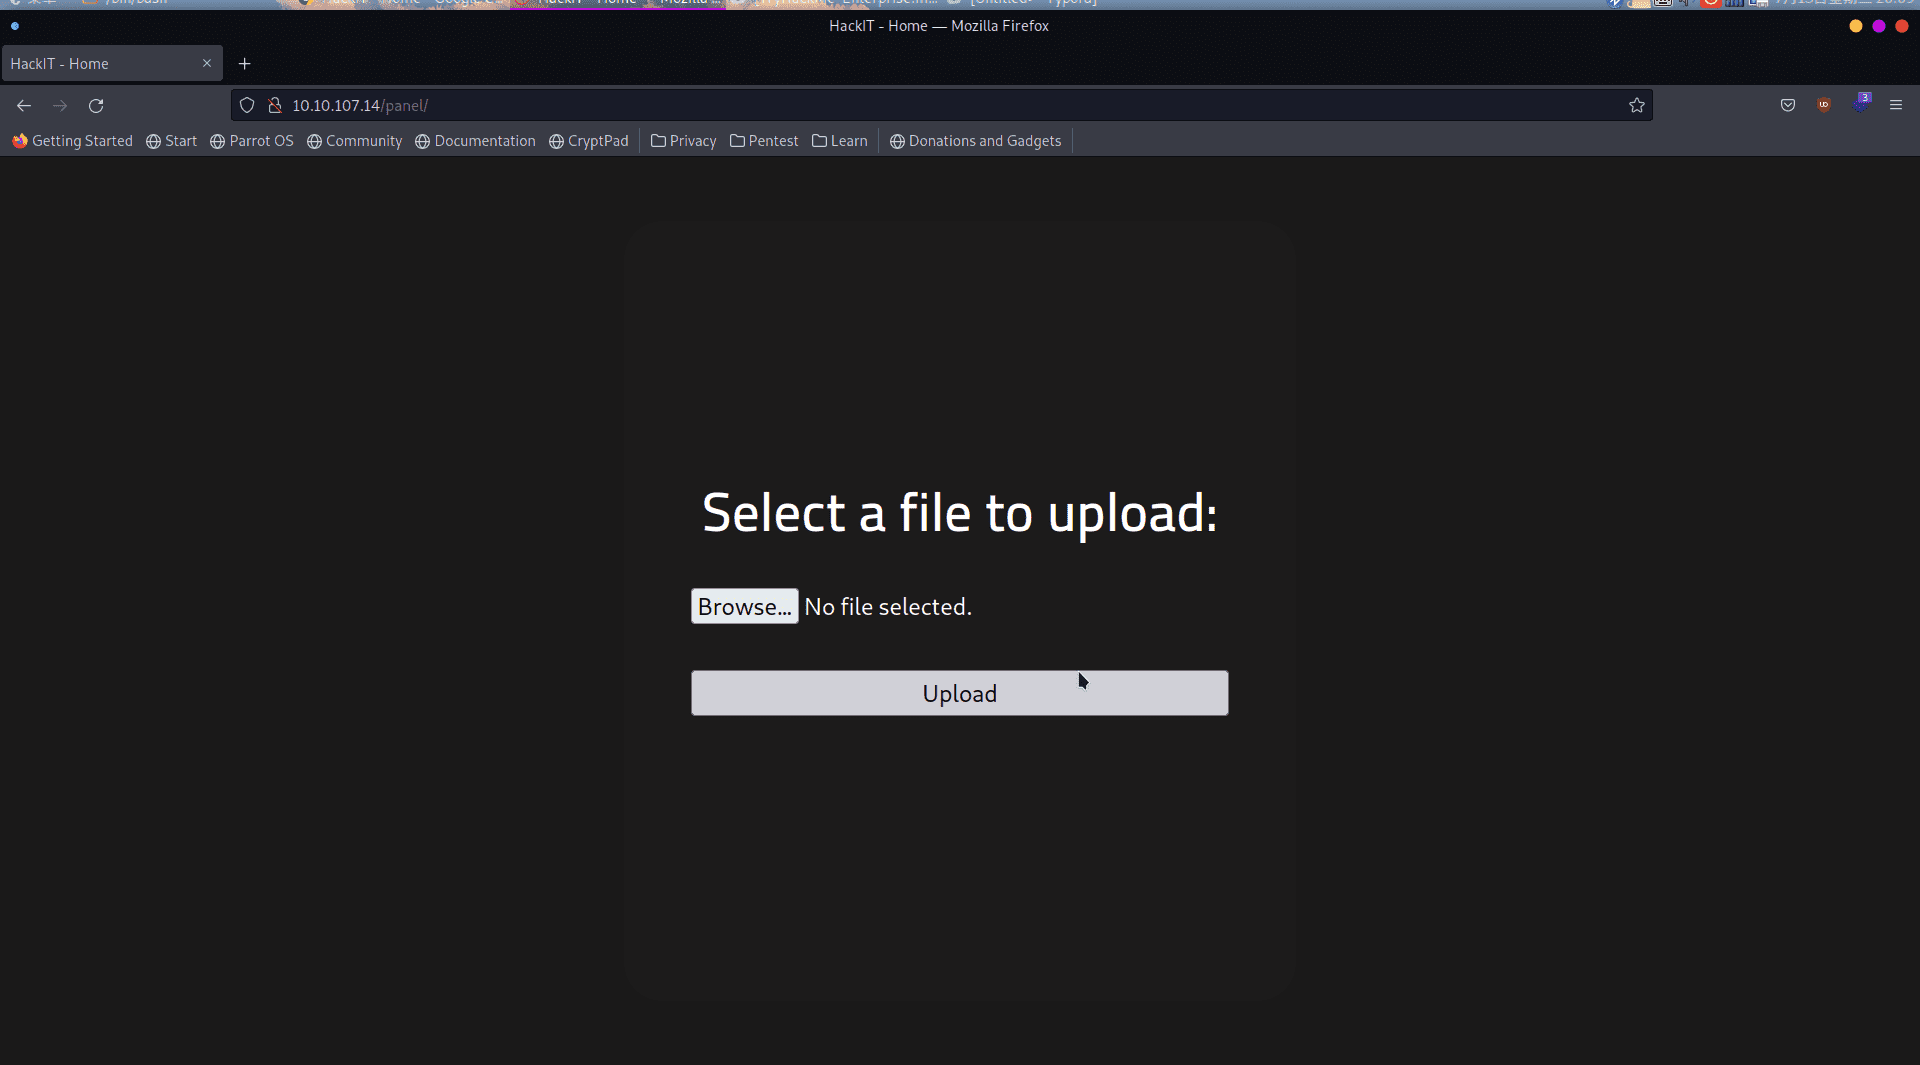 HackIT - Home — Mozilla Firefox
HackIT - Home
10.10.107.14/panel/
Getting Started Start Parrot OS Community Documentation CryptPad Privacy Pentest Learn Donations and Gadgets
3
Select a file to upload:
Browse... No file selected.
Upload